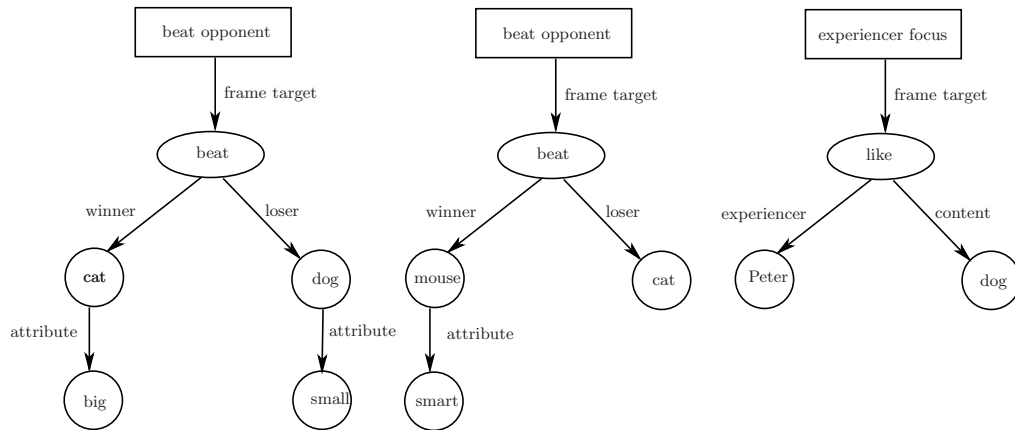 beat opponent
frame target
beat
winner
loser
cat
dog
attribute
attribute
big
small
beat opponent
frame target
beat
winner
loser
mouse
cat
attribute
smart
experiencer focus
frame target
like
experiencer
content
Peter
dog